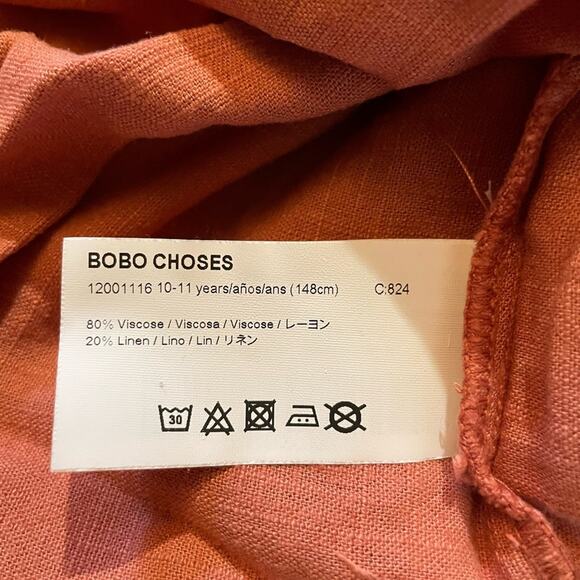 BOBO CHOSES
12001116 10-11 years/años/ans (148cm) C:824
80% Viscose / Viscosa / Viscose / レーヨン
20% Linen / Lino / Lin / リネン
30